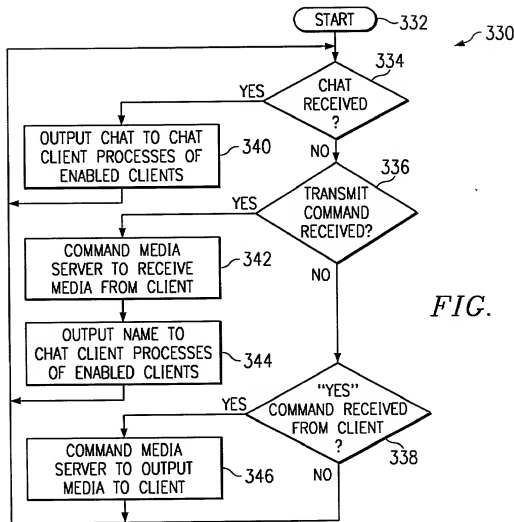 START
332
330
334
CHAT
RECEIVED
?
YES
NO
OUTPUT CHAT TO CHAT
CLIENT PROCESSES OF
ENABLED CLIENTS
340
336
TRANSMIT
COMMAND
RECEIVED?
YES
NO
COMMAND MEDIA
SERVER TO RECEIVE
MEDIA FROM CLIENT
342
OUTPUT NAME TO
CHAT CLIENT PROCESSES
OF ENABLED CLIENTS
344
FIG.
"YES"
COMMAND RECEIVED
FROM CLIENT
?
338
YES
NO
COMMAND MEDIA
SERVER TO OUTPUT
MEDIA TO CLIENT
346